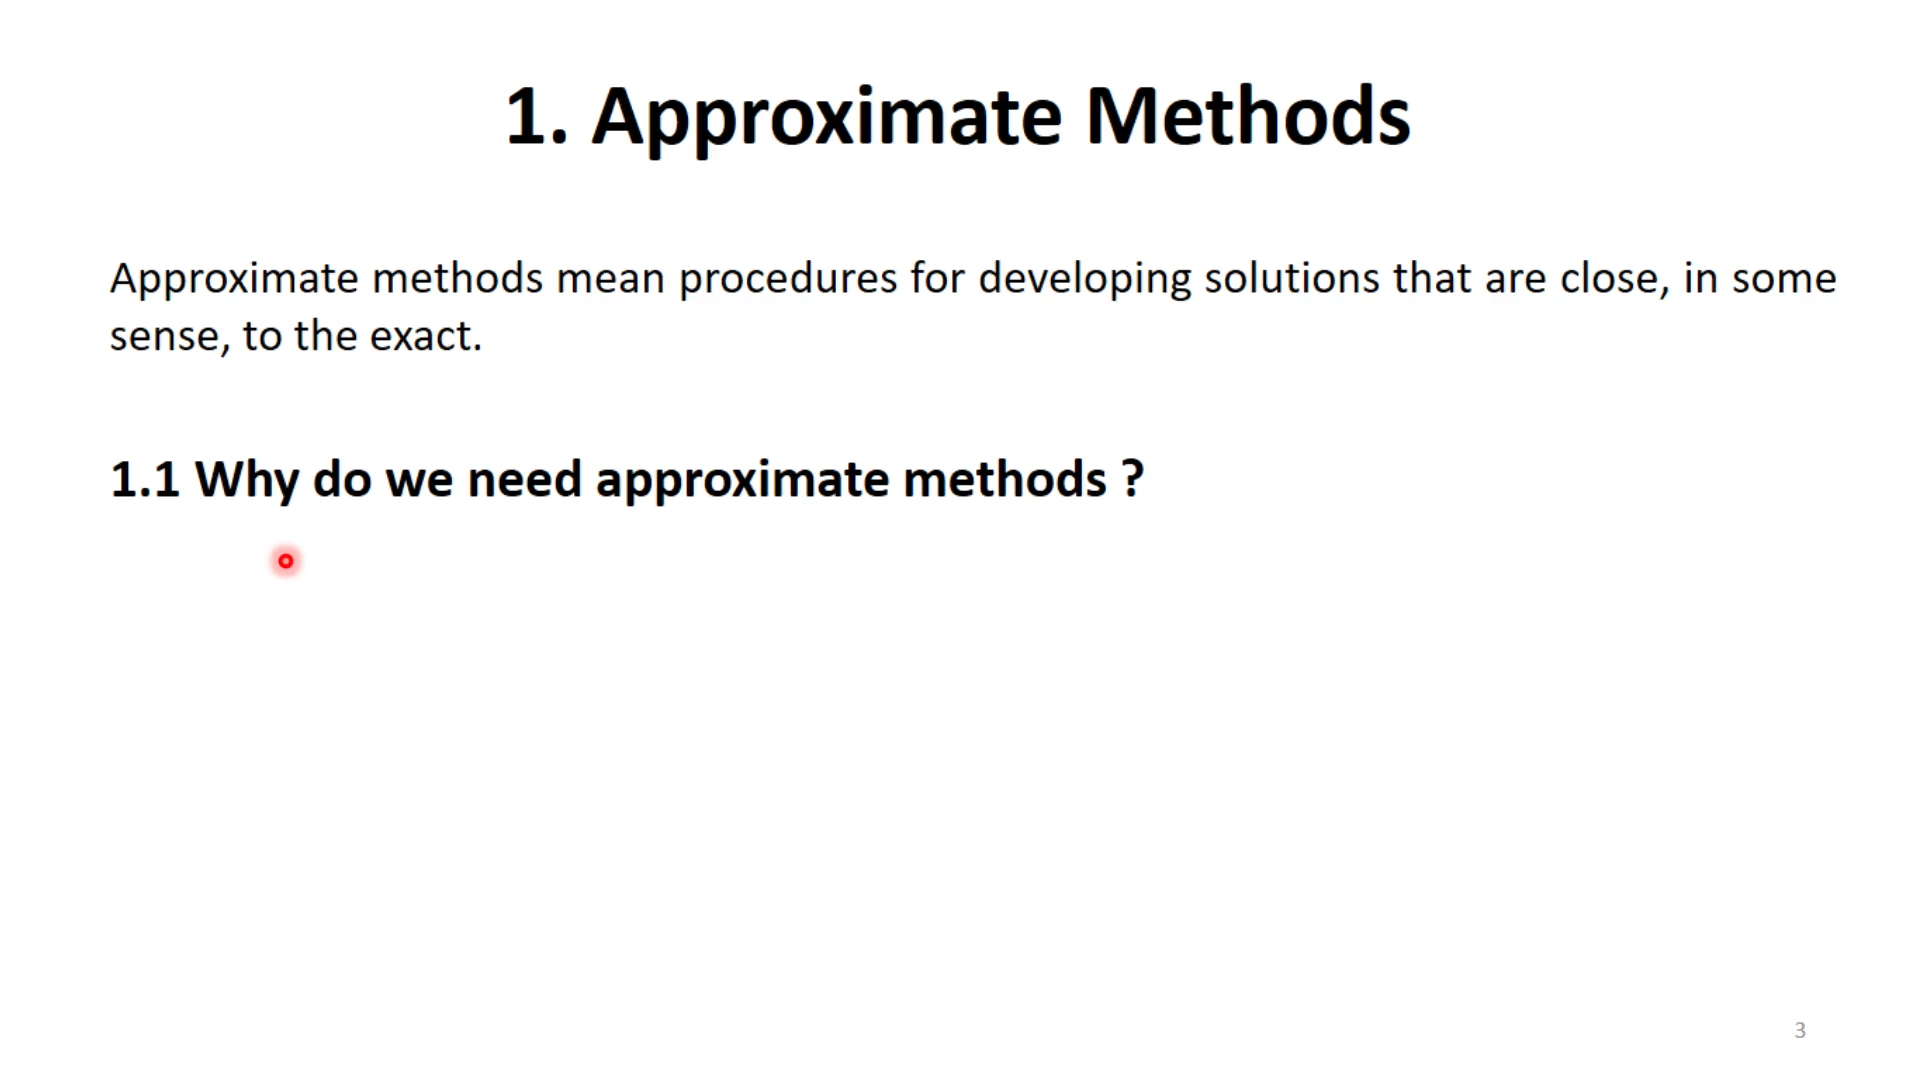 1. Approximate Methods
Approximate methods mean procedures for developing solutions that are close, in some
sense, to the exact.
1.1 Why do we need approximate methods ?
3